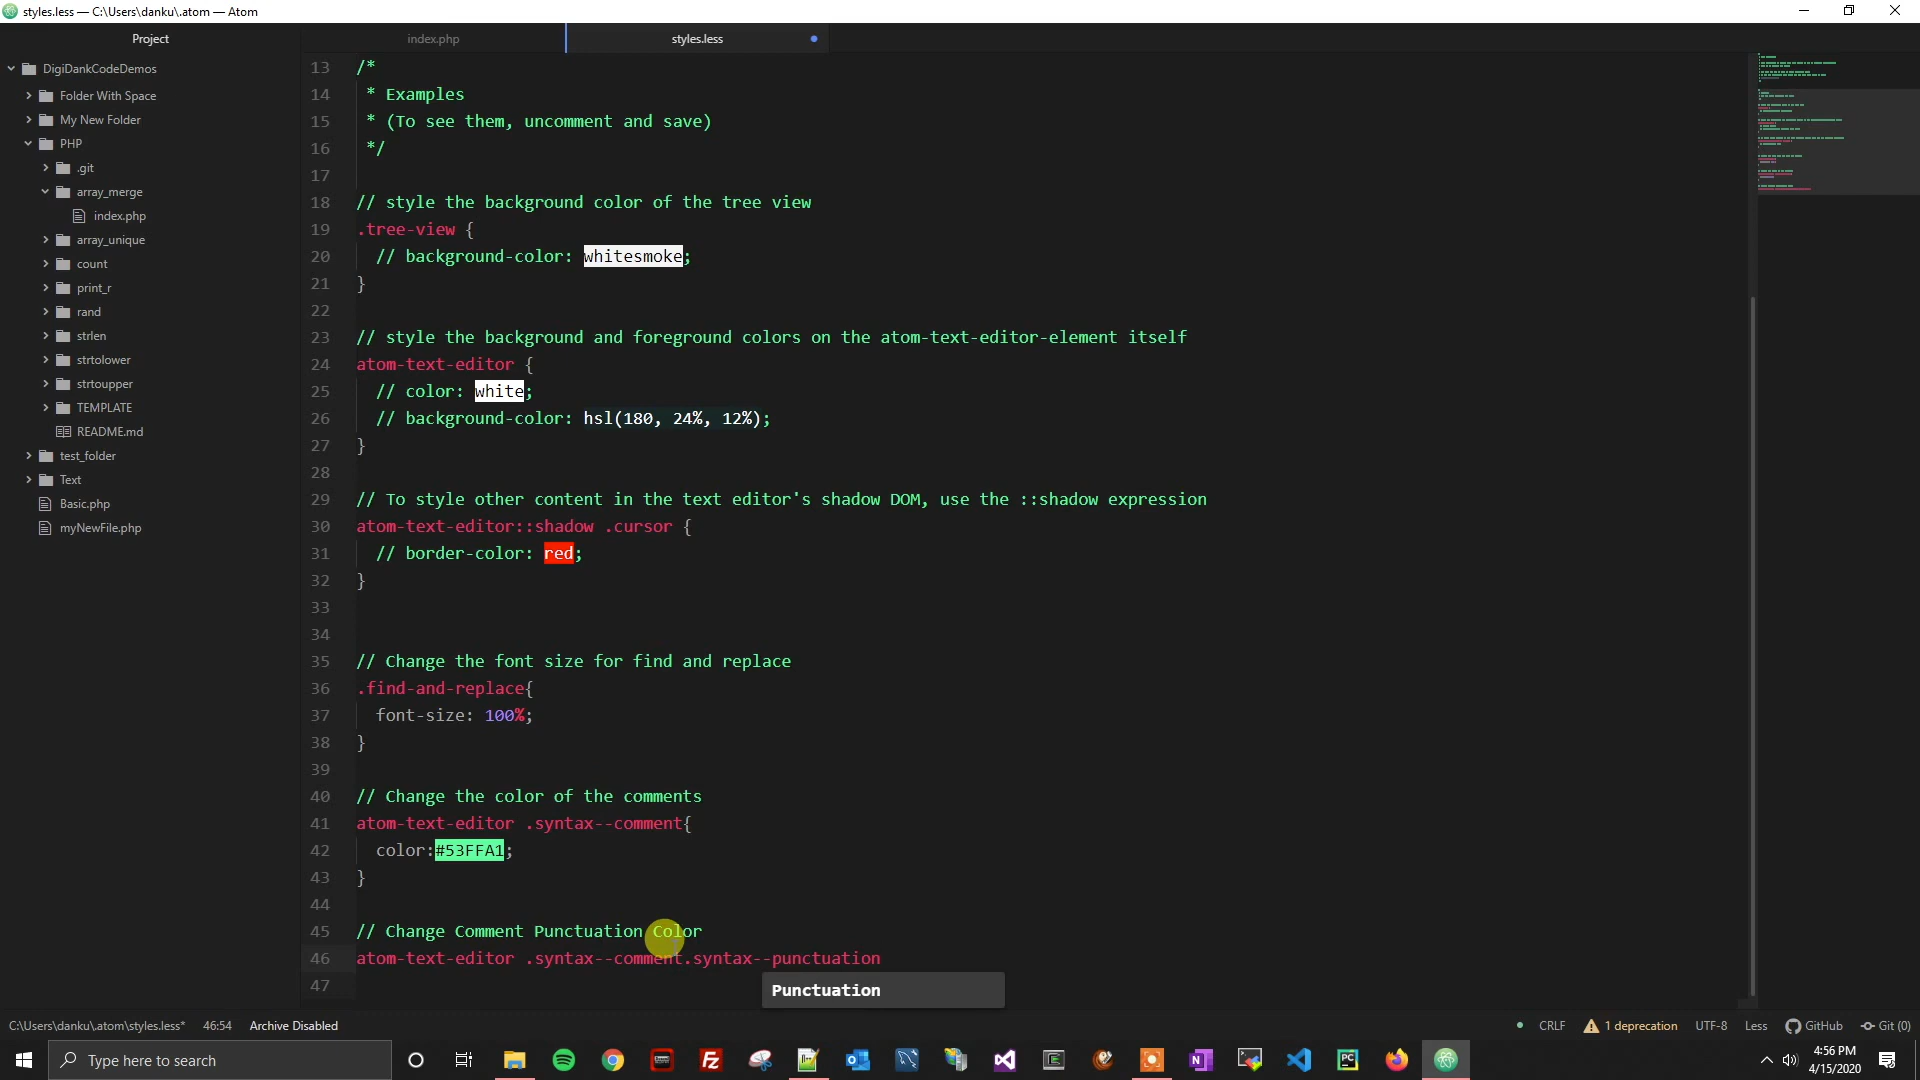 styles.less — C:\Users\danku\.atom — Atom
Project
index.php
styles.less
DigiDankCodeDemos
Folder With Space
My New Folder
PHP
.git
array_merge
index.php
array_unique
count
print_r
rand
strlen
strtolower
strtoupper
TEMPLATE
README.md
test_folder
Text
Basic.php
myNewFile.php
13 /*
14 * Examples
15 * (To see them, uncomment and save)
16 */
17
18 // style the background color of the tree view
19 .tree-view {
20 // background-color: whitesmoke;
21 }
22
23 // style the background and foreground colors on the atom-text-editor-element itself
24 atom-text-editor {
25 // color: white;
26 // background-color: hsl(180, 24%, 12%);
27 }
28
29 // To style other content in the text editor's shadow DOM, use the ::shadow expression
30 atom-text-editor::shadow .cursor {
31 // border-color: red;
32 }
33
34
35 // Change the font size for find and replace
36 .find-and-replace{
37 font-size: 100%;
38 }
39
40 // Change the color of the comments
41 atom-text-editor .syntax--comment{
42 color:#53FFA1;
43 }
44
45 // Change Comment Punctuation Color
46 atom-text-editor .syntax--comment.syntax--punctuation
47
Punctuation
C:\Users\danku\.atom\styles.less* 46:54 Archive Disabled
CRLF 1 deprecation UTF-8 Less GitHub Git (0)
Type here to search
4:56 PM
4/15/2020